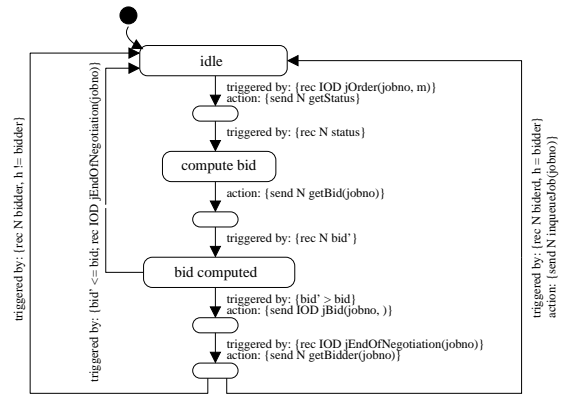 idle
triggered by: {rec IOD jOrder(jobno, m)}
action: {send N getStatus}
triggered by: {rec N status}
compute bid
action: {send N getBid(jobno)}
triggered by: {rec N bid'}
bid computed
triggered by: {bid' > bid}
action: {send IOD jBid(jobno, )}
triggered by: {rec IOD jEndOfNegotiation(jobno)}
action: {send N getBidder(jobno)}
triggered by: {rec N bidder, h != bidder}
triggered by: {bid' <= bid; rec IOD jEndOfNegotiation(jobno)}
triggered by: {rec N biderd, h = bidder}
action: {send N inqueueJob(jobno)}